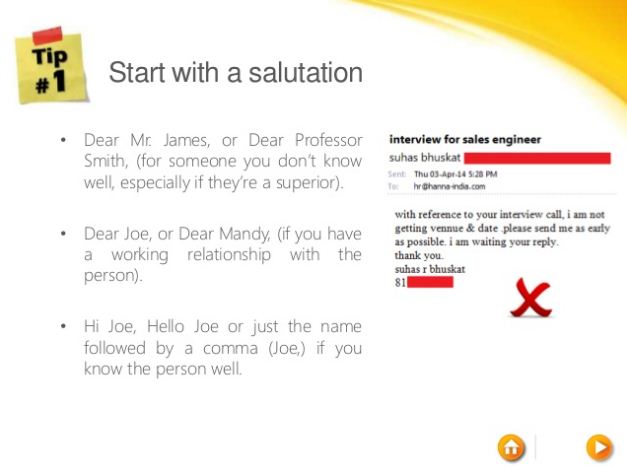 Tip
#1
Start with a salutation
• Dear Mr. James, or Dear Professor
Smith, (for someone you don't know
well, especially if they're a superior).
• Dear Joe, or Dear Mandy, (if you have
a working relationship with the
person).
• Hi Joe, Hello Joe or just the name
followed by a comma (Joe,) if you
know the person well.
interview for sales engineer
suhas bhuskat
Sent: Thu 03-Apr-14 5:28 PM
To: hr@hanna-india.com
with reference to your interview call, i am not
getting vennue & date .please send me as early
as possible. i am waiting your reply.
thank you.
suhas r bhuskat
81